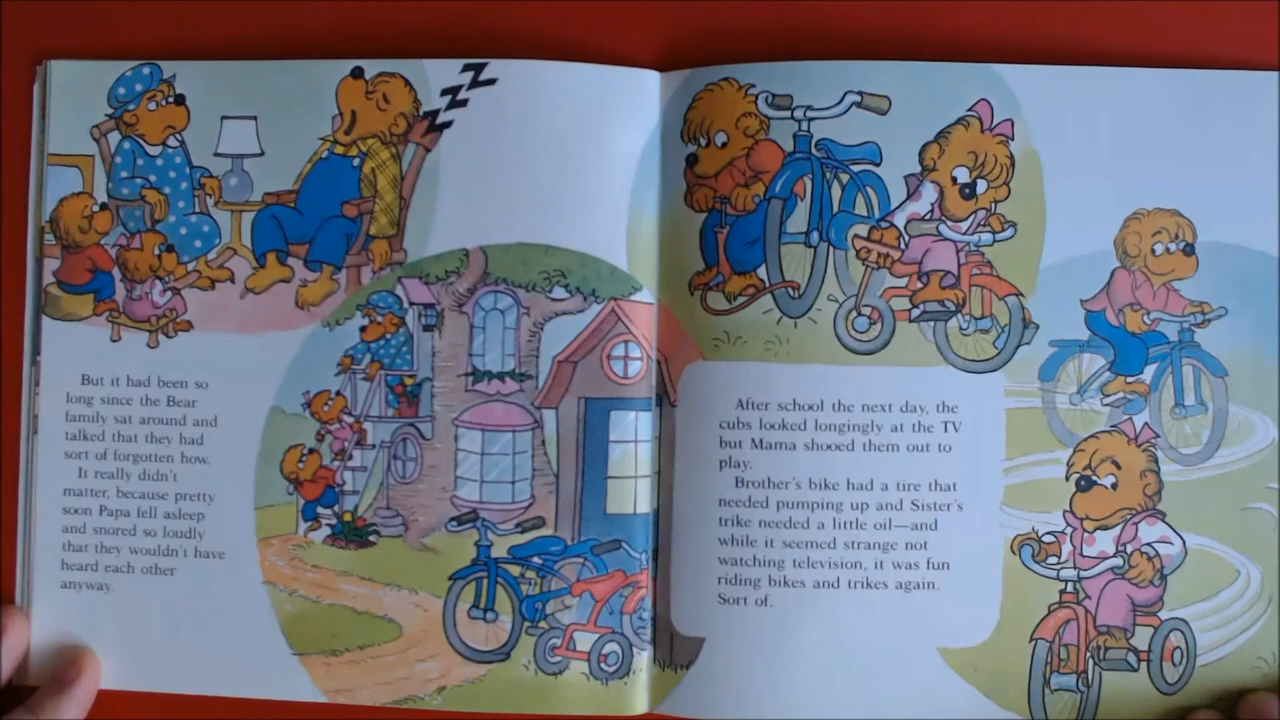 ZZZ
But it had been so
long since the Bear
family sat around and
talked that they had
sort of forgotten how.
It really didn't
matter, because pretty
soon Papa fell asleep
and snored so loudly
that they wouldn't have
heard each other
anyway.
After school the next day, the
cubs looked longingly at the TV
but Mama shooed them out to
play.
Brother's bike had a tire that
needed pumping up and Sister's
trike needed a little oil—and
while it seemed strange not
watching television, it was fun
riding bikes and trikes again.
Sort of.